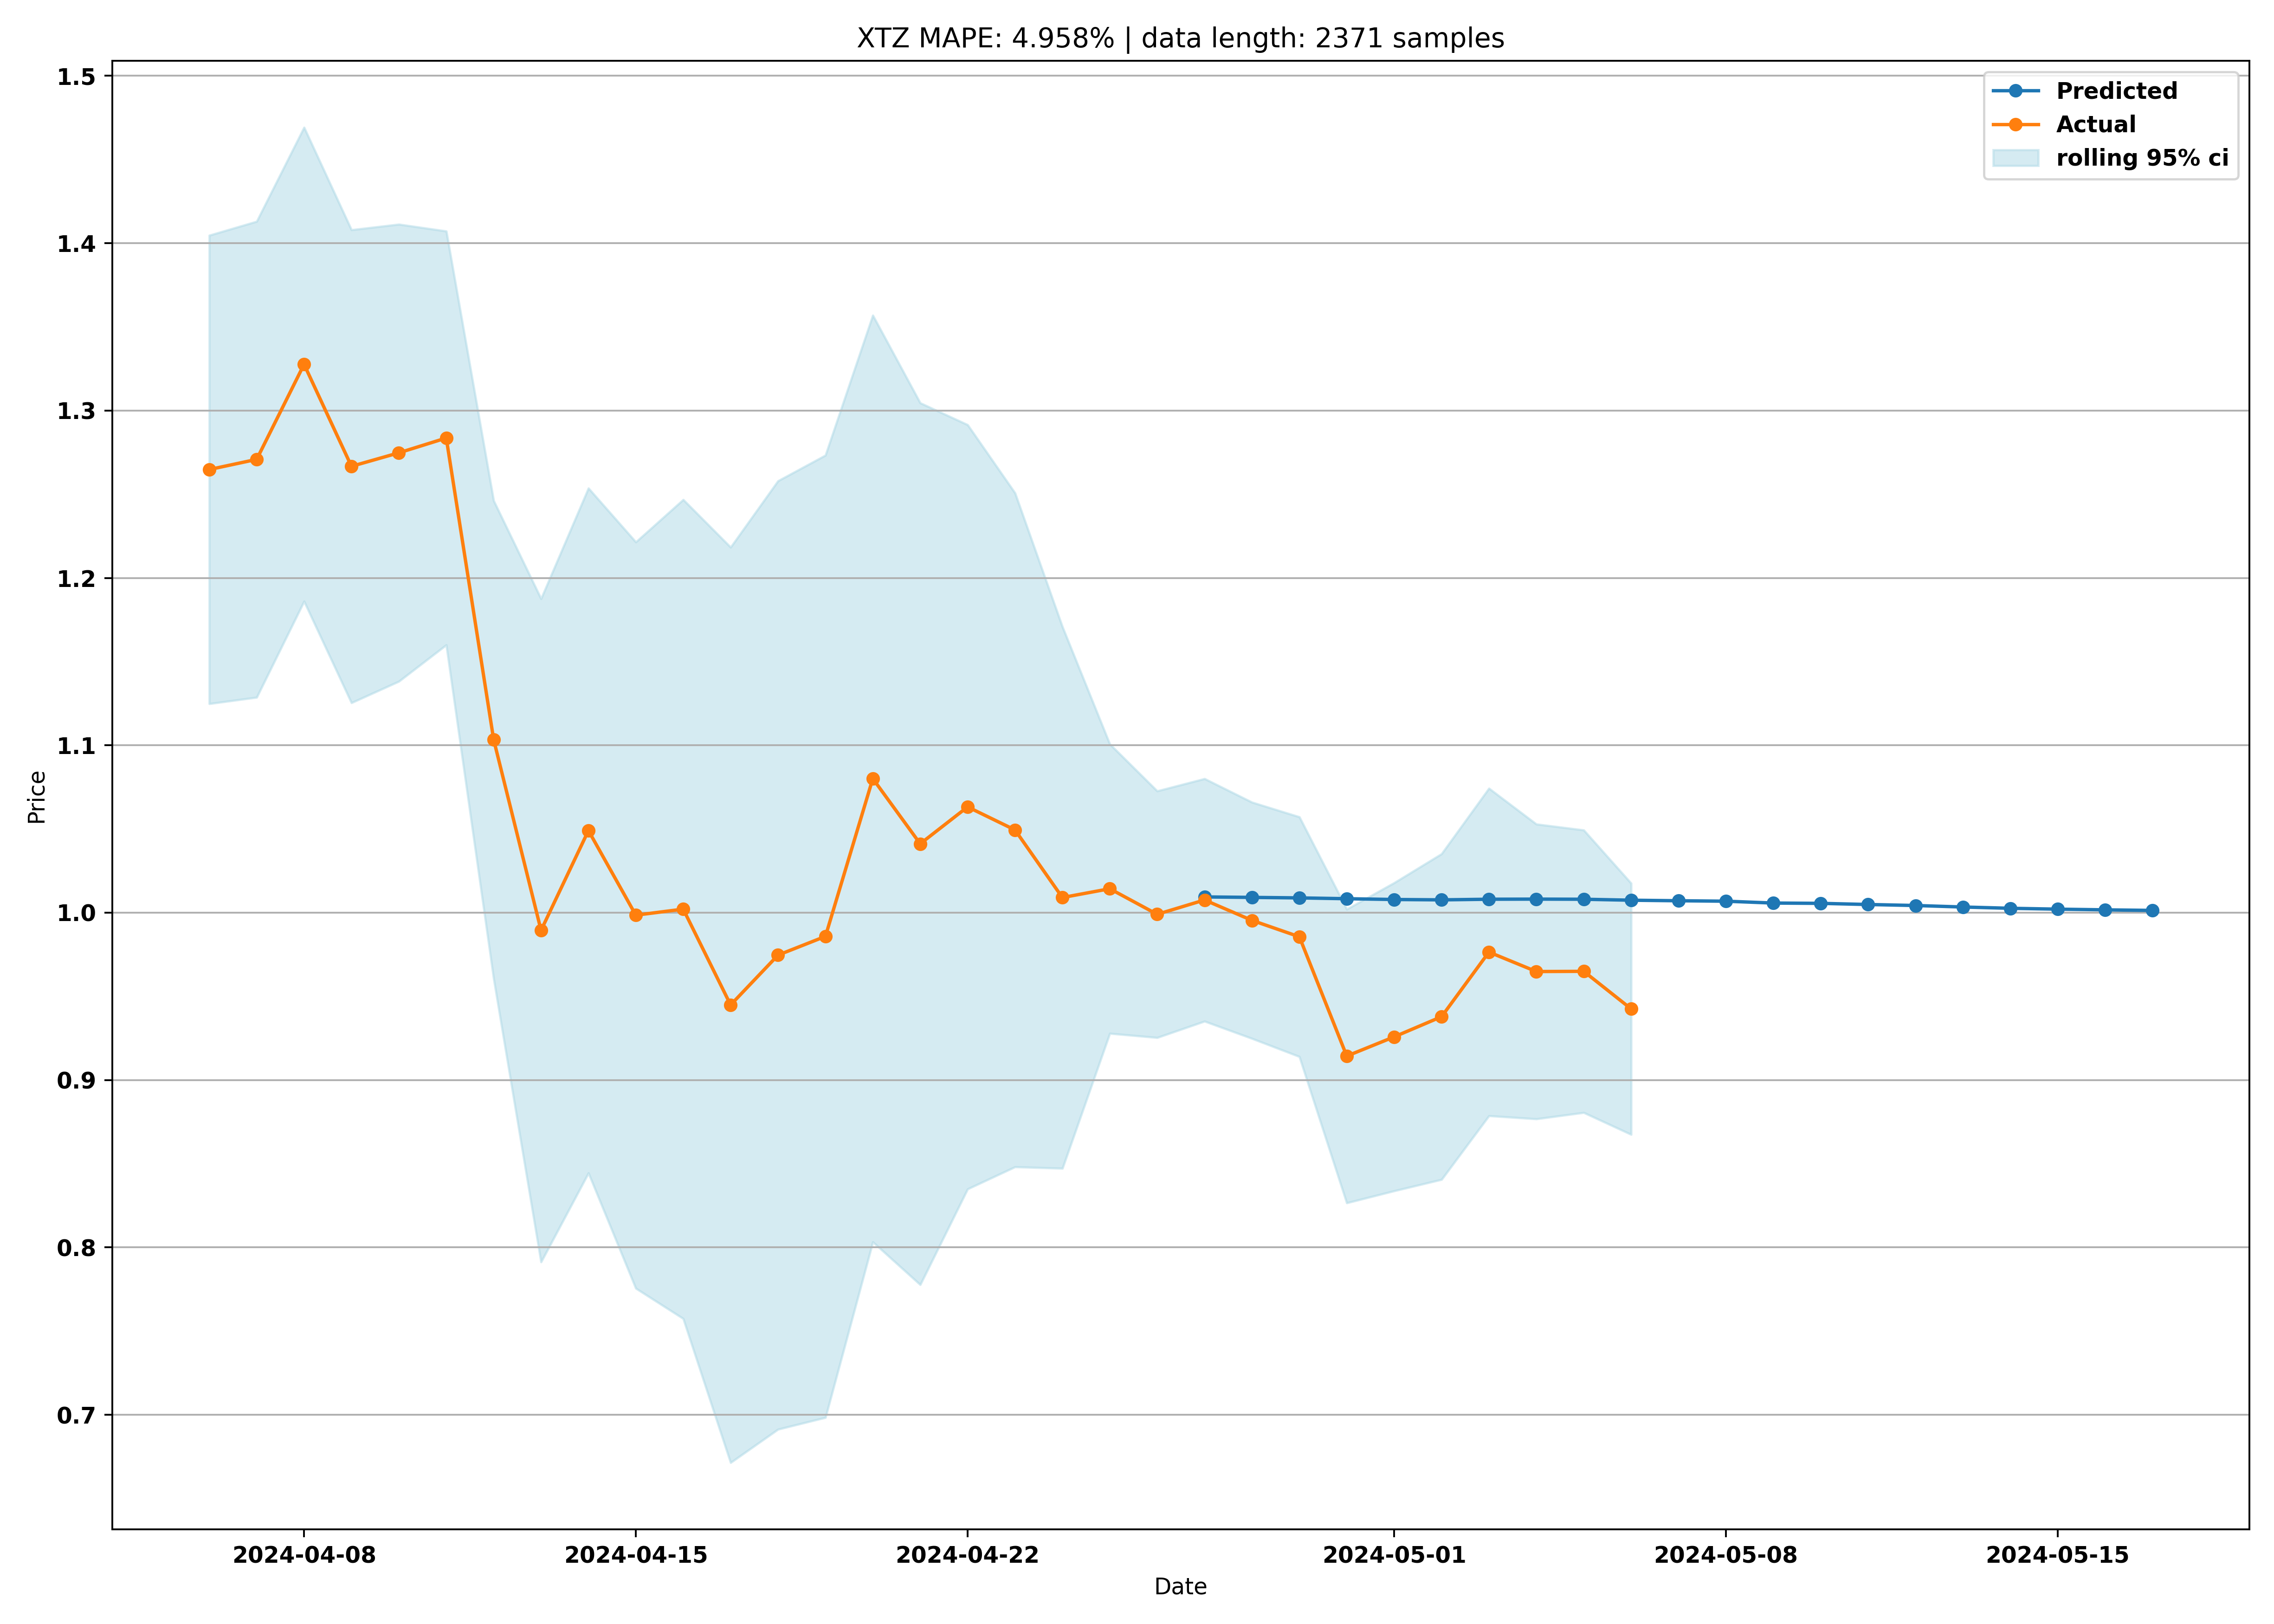 XTZ MAPE: 4.958% | data length: 2371 samples
Predicted
Actual
rolling 95% ci
Price
1.5
1.4
1.3
1.2
1.1
1.0
0.9
0.8
0.7
2024-04-08
2024-04-15
2024-04-22
2024-05-01
2024-05-08
2024-05-15
Date